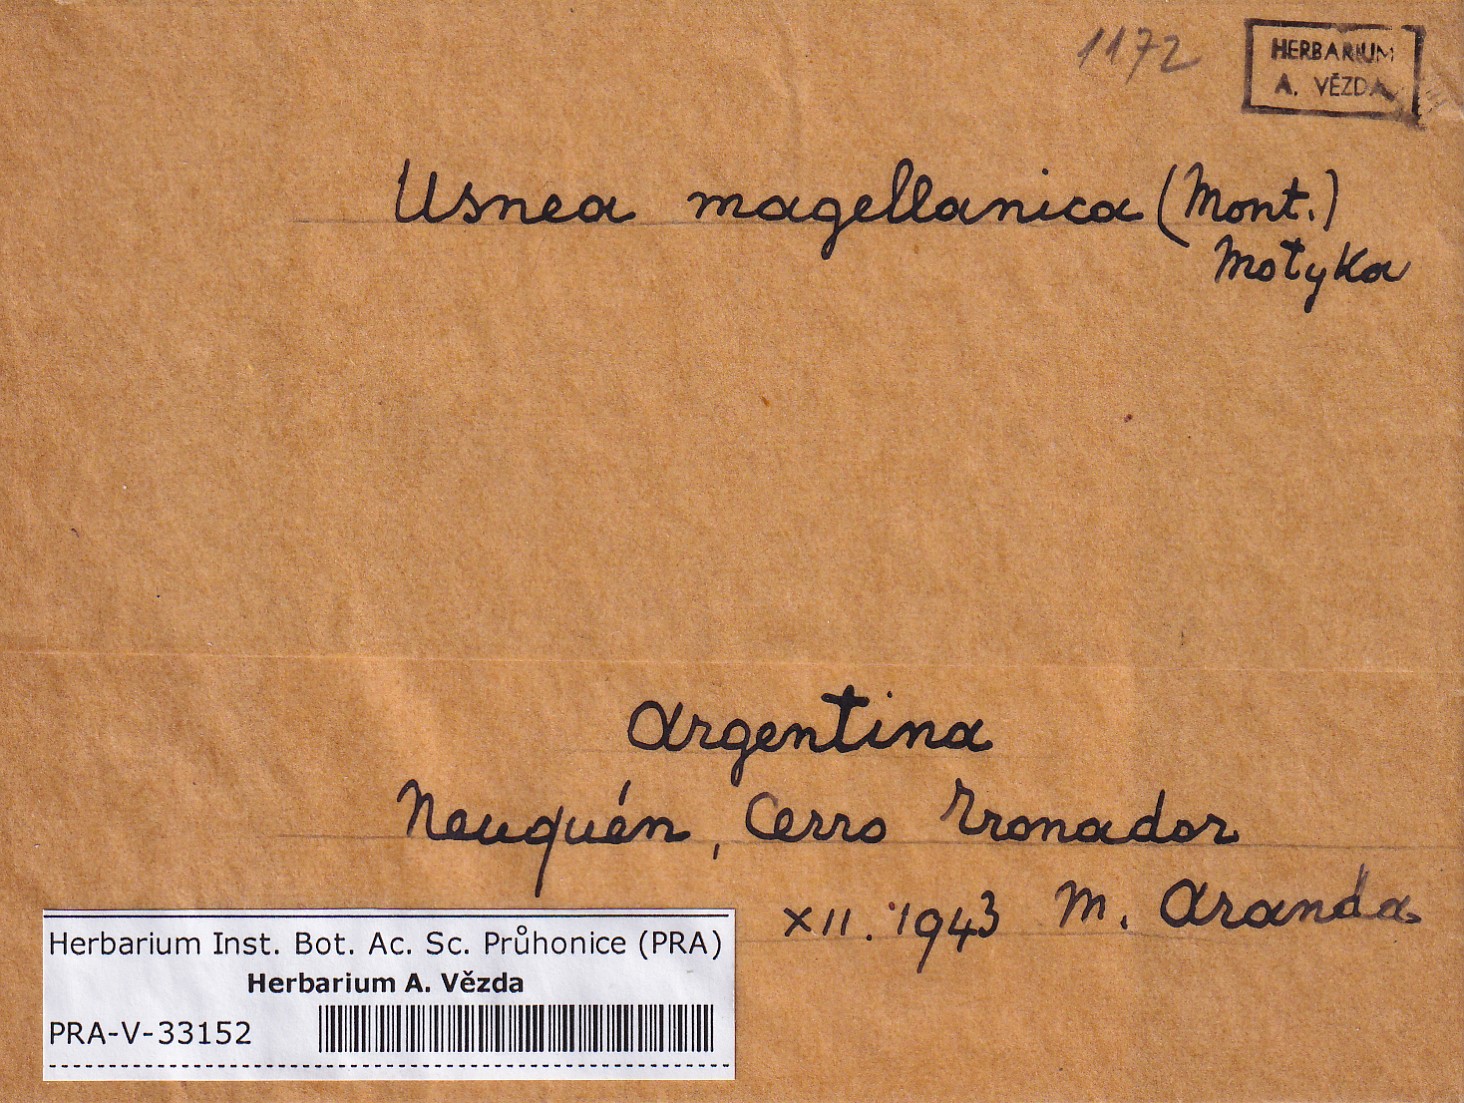 1172
HERBARIUM
A. VĚZDA
Usnea magellanica (Mont.)
Motyka
Argentina
Neuquén, Cerro Tronador
XII. 1943 M. Aranda
Herbarium Inst. Bot. Ac. Sc. Průhonice (PRA)
Herbarium A. Vězda
PRA-V-33152